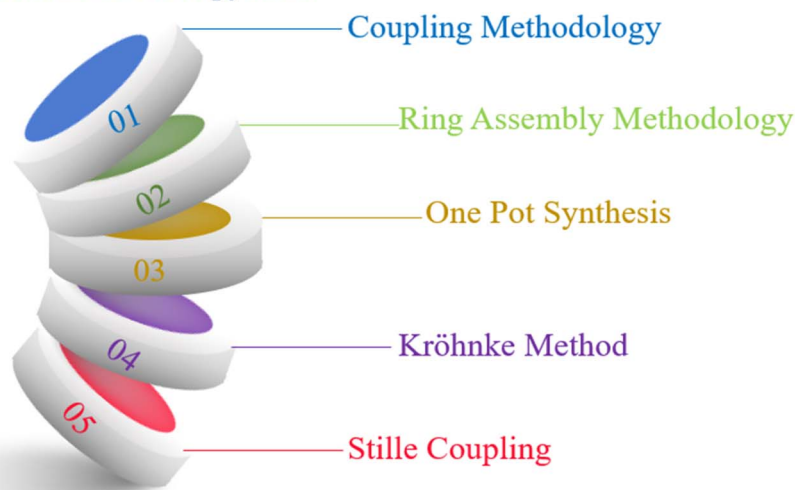 Coupling Methodology
01
Ring Assembly Methodology
02
One Pot Synthesis
03
Kröhnke Method
04
Stille Coupling
05